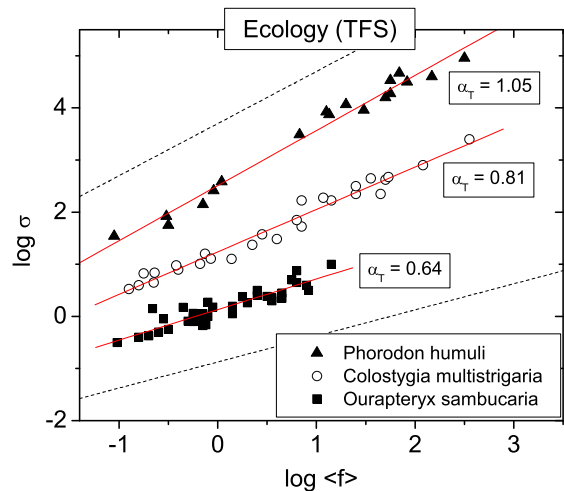 Ecology (TFS)
4
2
0
-2
log σ
α_T = 1.05
α_T = 0.81
α_T = 0.64
Phorodon humuli
Colostygia multistrigaria
Ourapteryx sambucaria
-1 0 1 2 3
log <f>